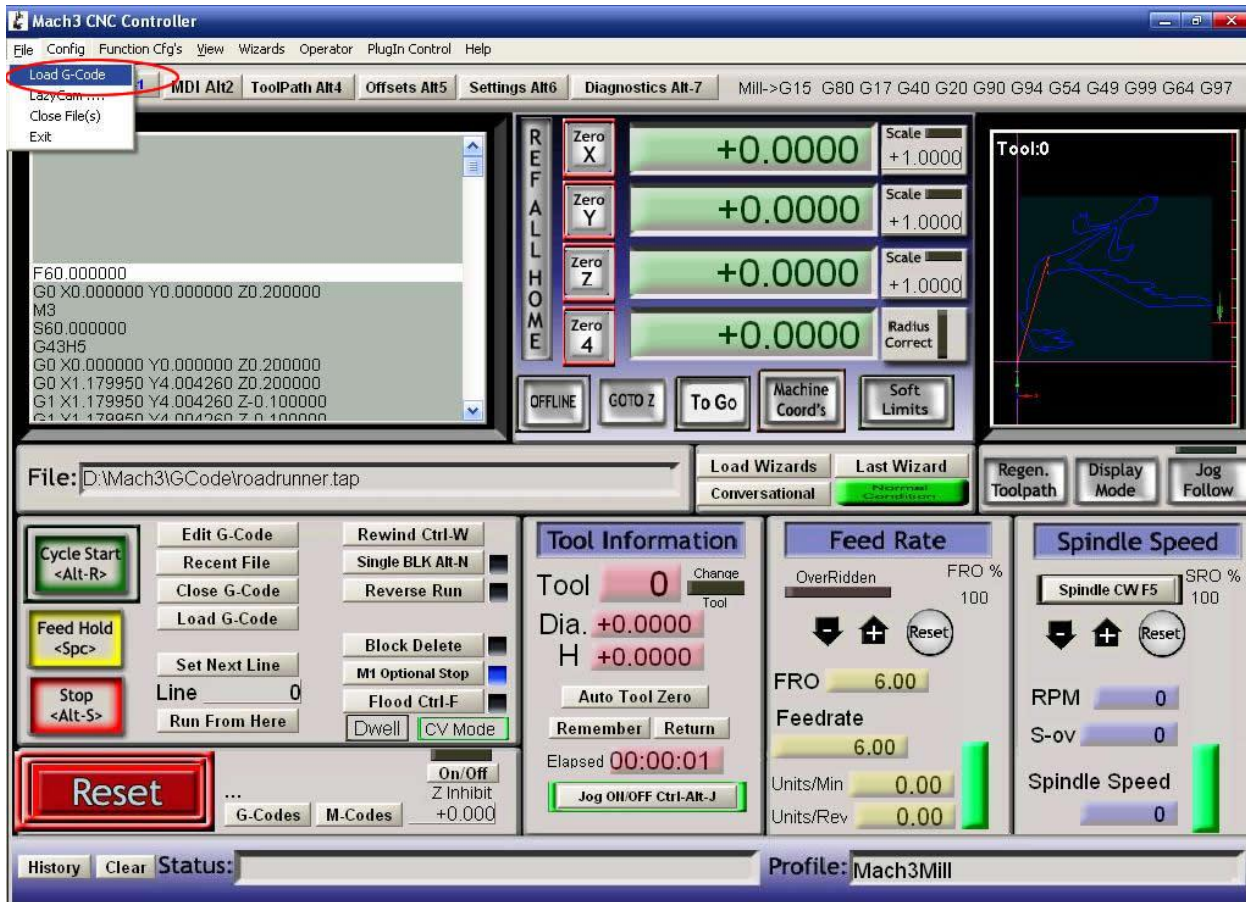 Mach3 CNC Controller
File Config Function Cfg's View Wizards Operator PlugIn Control Help
Load G-Code
LazyCam ....
Close File(s)
Exit
1 MDI Alt2 ToolPath Alt4 Offsets Alt5 Settings Alt6 Diagnostics Alt-7 Mill->G15 G80 G17 G40 G20 G90 G94 G54 G49 G99 G64 G97
F60.000000
G0 X0.000000 Y0.000000 Z0.200000
M3
S60.000000
G43H5
G0 X0.000000 Y0.000000 Z0.200000
G0 X1.179950 Y4.004260 Z0.200000
G1 X1.179950 Y4.004260 Z-0.100000
G1 X1.179950 Y4.004260 Z-0.100000
REF ALL HOME
Zero X +0.0000 Scale +1.0000
Zero Y +0.0000 Scale +1.0000
Zero Z +0.0000 Scale +1.0000
Zero 4 +0.0000 Radius Correct
OFFLINE GOTO Z To Go Machine Coord's Soft Limits
Tool:0
File: D:\Mach3\GCode\roadrunner.tap
Load Wizards Last Wizard
Conversational Normal Condition
Regen. Toolpath Display Mode Jog Follow
Cycle Start <Alt-R>
Feed Hold <Spc>
Stop <Alt-S>
Edit G-Code
Recent File
Close G-Code
Load G-Code
Set Next Line
Line 0
Run From Here
Rewind Ctrl-W
Single BLK Alt-N
Reverse Run
Block Delete
M1 Optional Stop
Flood Ctrl-F
Dwell CV Mode
Reset
...
G-Codes M-Codes
On/Off
Z Inhibit
+0.000
Tool Information
Tool 0 Change Tool
Dia. +0.0000
H +0.0000
Auto Tool Zero
Remember Return
Elapsed 00:00:01
Jog ON/OFF Ctrl-Alt-J
Feed Rate
OverRidden FRO %
100
Reset
FRO 6.00
Feedrate
6.00
Units/Min 0.00
Units/Rev 0.00
Spindle Speed
Spindle CW F5 SRO %
100
Reset
RPM 0
S-ov 0
Spindle Speed
0
History Clear Status: Profile: Mach3Mill